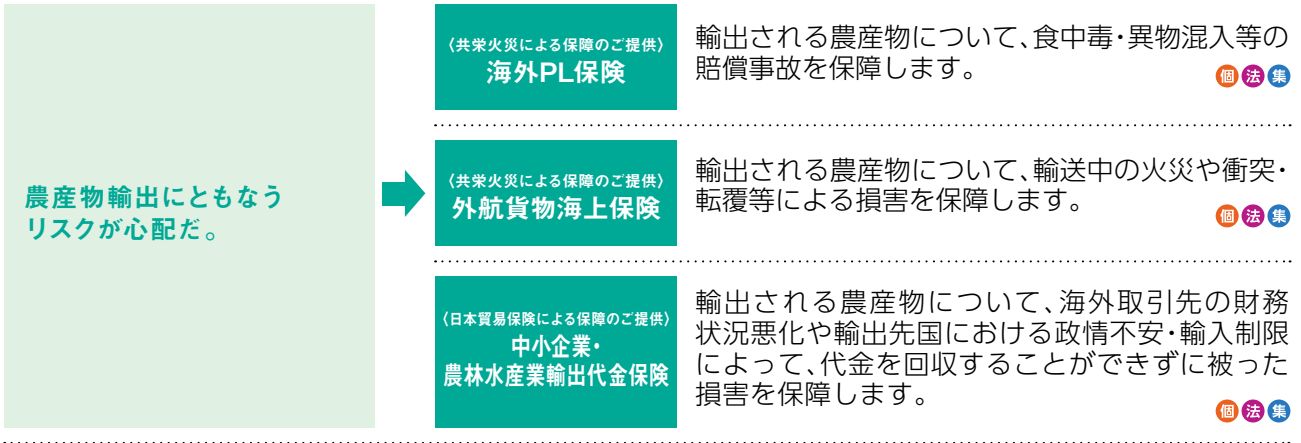 農産物輸出にともなう
リスクが心配だ。
〈共栄火災による保障のご提供〉
海外PL保険
輸出される農産物について、食中毒・異物混入等の
賠償事故を保障します。
個 法 集
〈共栄火災による保障のご提供〉
外航貨物海上保険
輸出される農産物について、輸送中の火災や衝突・
転覆等による損害を保障します。
個 法 集
〈日本貿易保険による保障のご提供〉
中小企業・
農林水産業輸出代金保険
輸出される農産物について、海外取引先の財務
状況悪化や輸出先国における政情不安・輸入制限
によって、代金を回収することができずに被った
損害を保障します。
個 法 集